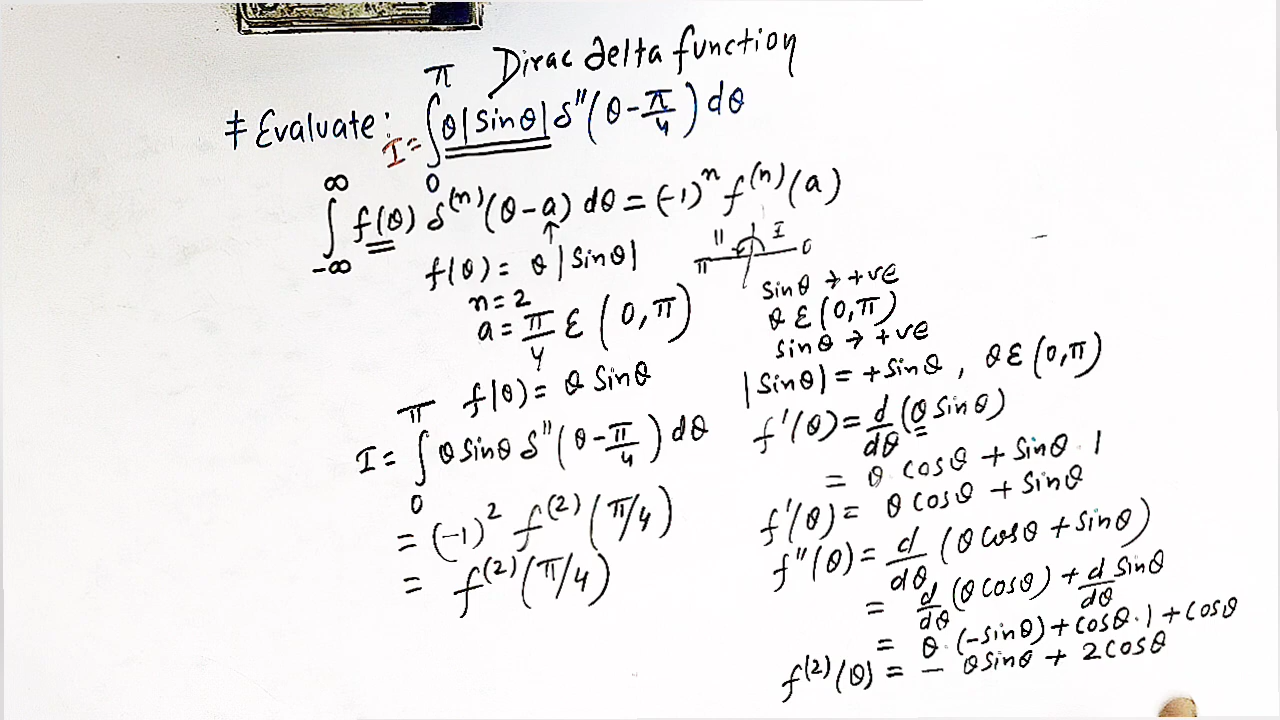 Dirac delta function
# Evaluate: I = ∫₀^π θ|sinθ| δ''(θ - π/4) dθ
∫_{-∞}^{∞} f(θ) δ^(n)(θ - a) dθ = (-1)^n f^(n)(a)
f(θ) = θ|sinθ|
n = 2
a = π/4 ε (0, π)
f(θ) = θ sinθ
I = ∫₀^π θ sinθ δ''(θ - π/4) dθ
= (-1)² f^(2)(π/4)
= f^(2)(π/4)
II I
π 0
sinθ → +ve
θ ε (0, π)
sinθ → +ve
|sinθ| = +sinθ, θ ε (0, π)
f'(θ) = d/dθ (θ sinθ)
= θ·cosθ + sinθ·1
f'(θ) = θ cosθ + sinθ
f''(θ) = d/dθ (θ cosθ + sinθ)
= d/dθ (θ cosθ) + d/dθ sinθ
= θ·(-sinθ) + cosθ·1 + cosθ
f^(2)(θ) = - θ sinθ + 2cosθ